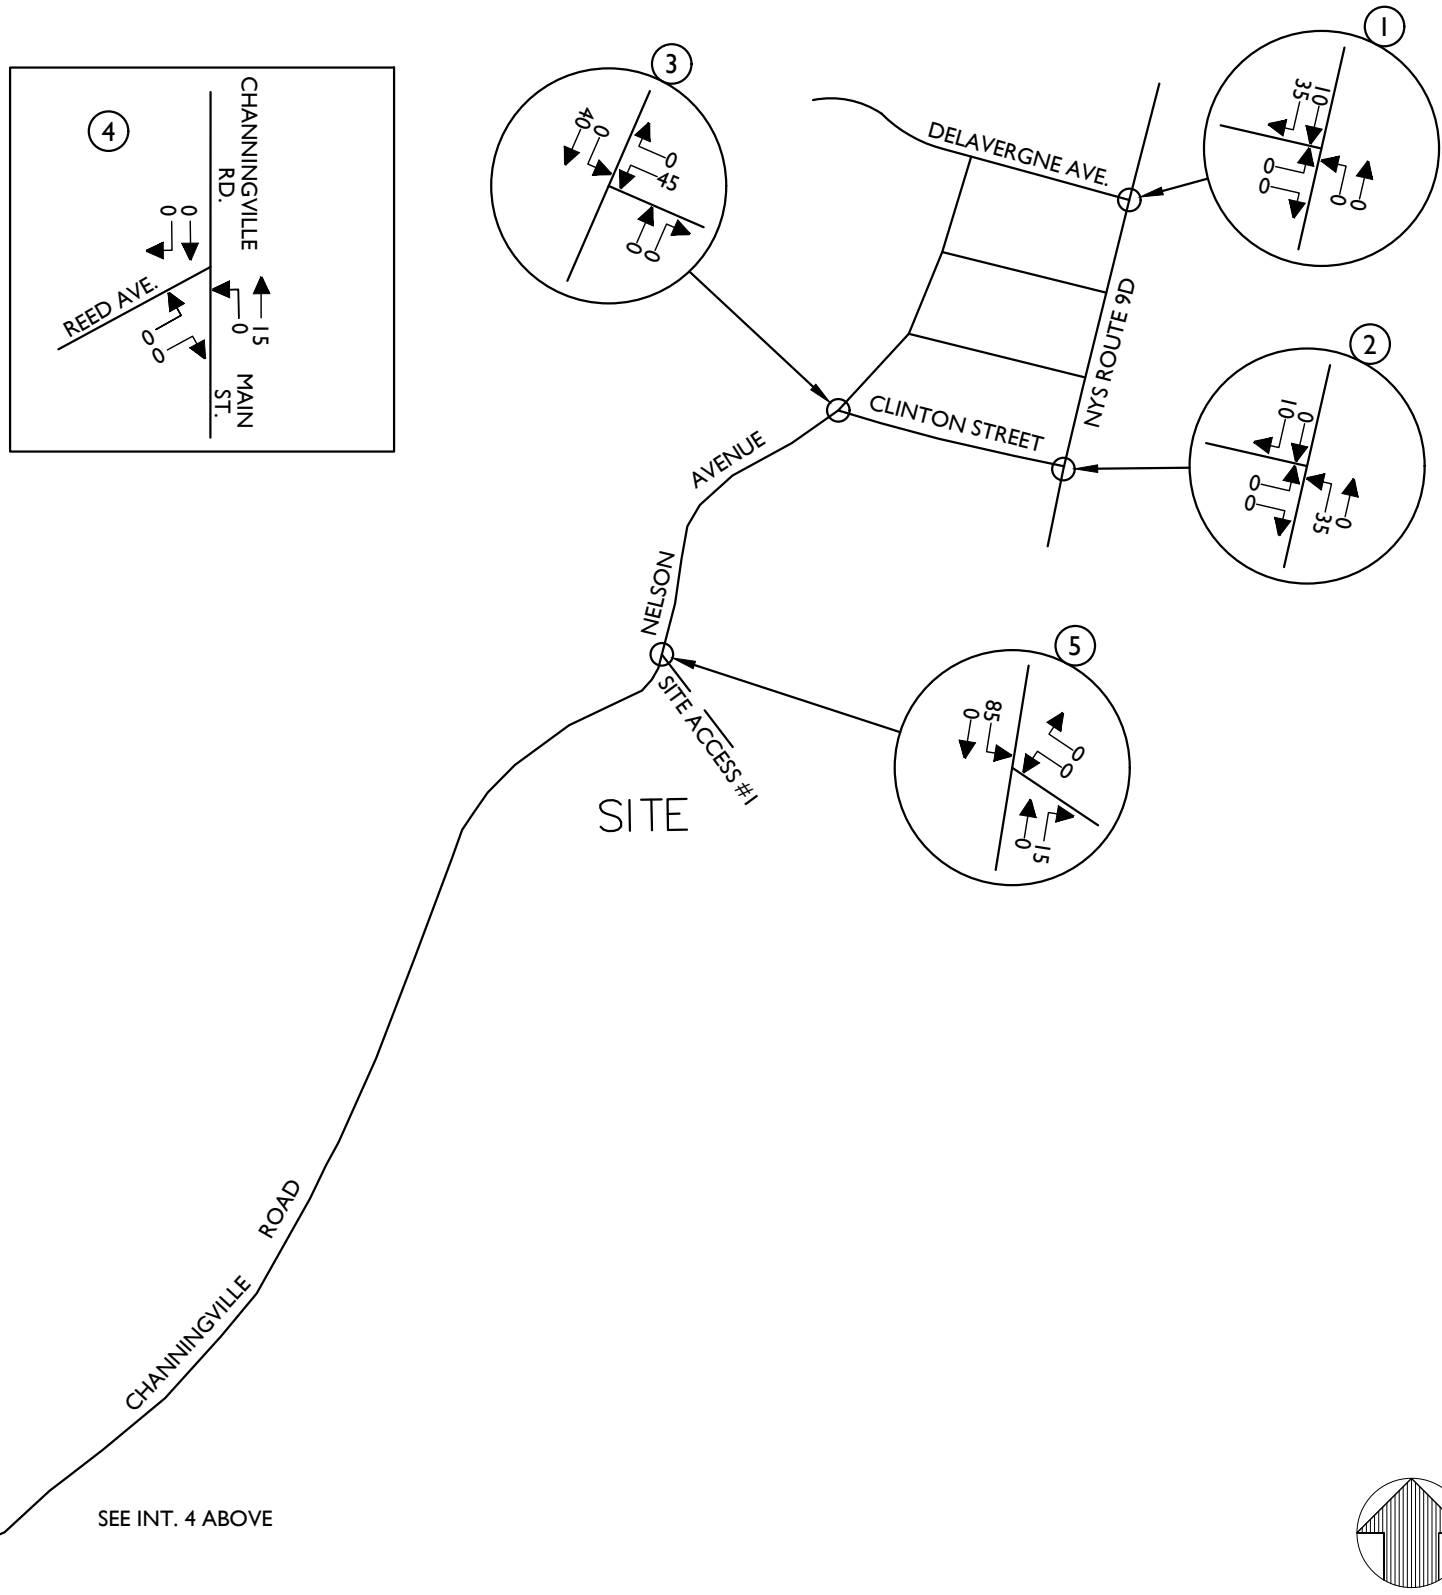 4
CHANNINGVILLE
RD.
0
0
REED AVE.
0
0
0
15
MAIN
ST.
3
40
0
0
45
0
0
1
35
10
0
0
0
0
DELAVERGNE AVE.
NYS ROUTE 9D
CLINTON STREET
2
10
0
0
0
35
0
AVENUE
NELSON
5
0
85
0
0
0
15
SITE ACCESS #1
SITE
ROAD
CHANNINGVILLE
SEE INT. 4 ABOVE